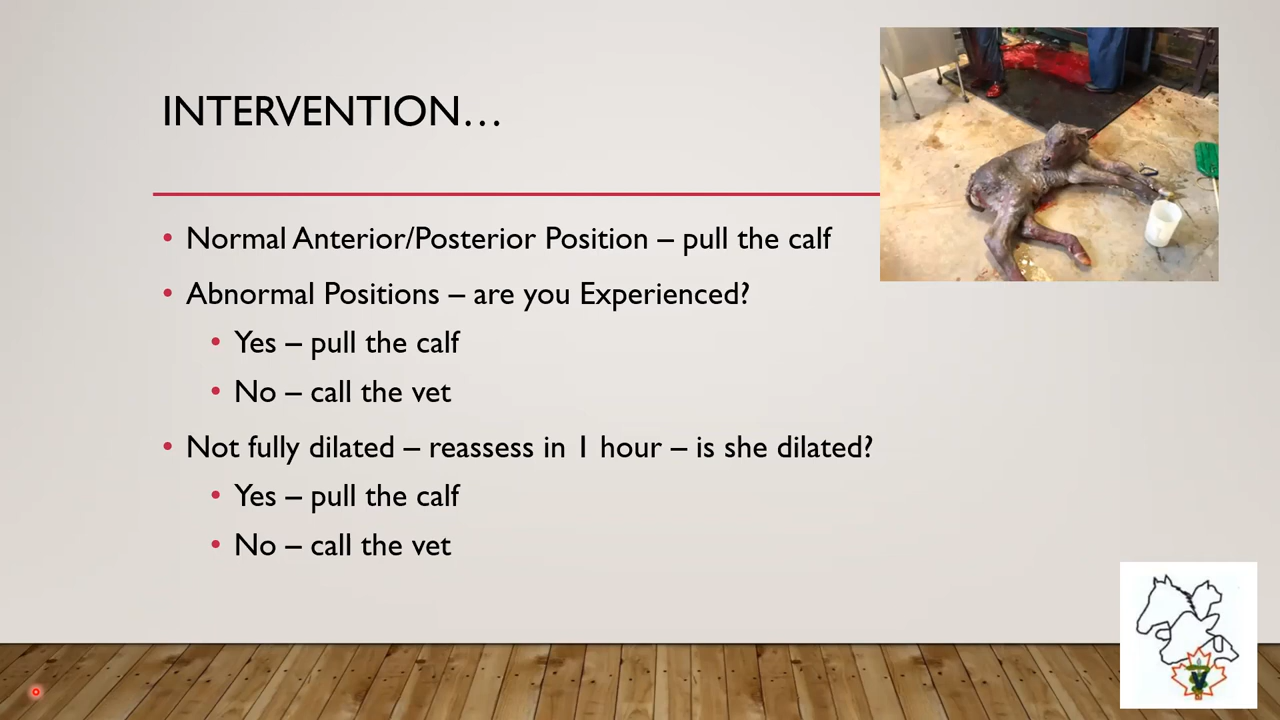 INTERVENTION…
• Normal Anterior/Posterior Position – pull the calf
• Abnormal Positions – are you Experienced?
• Yes – pull the calf
• No – call the vet
• Not fully dilated – reassess in 1 hour – is she dilated?
• Yes – pull the calf
• No – call the vet